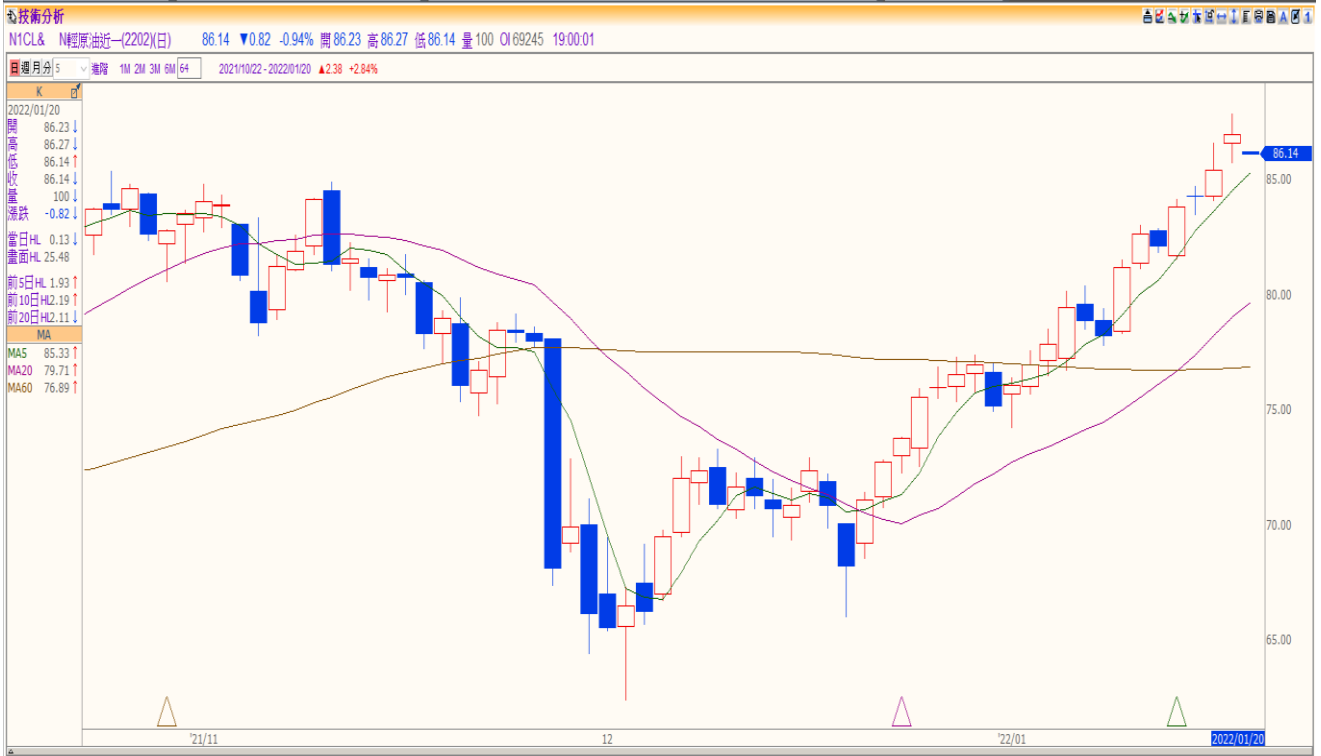 技術分析
N1CL& N輕原油近一(2202)(日) 86.14 ▼0.82 -0.94% 開 86.23 高 86.27 低 86.14 量 100 OI 69245 19:00:01
日 週 月 分 5 進階 1M 2M 3M 6M 64 2021/10/22 - 2022/01/20 ▲2.38 +2.84%
K
2022/01/20
開 86.23↓
高 86.27↓
低 86.14↑
收 86.14↓
量 100↓
漲跌 -0.82↓
當日HL 0.13↓
畫面HL 25.48
前5日HL 1.93↑
前10日HL 2.19↑
前20日HL 2.11↓
MA
MA5 85.33↑
MA20 79.71↑
MA60 76.89↑
86.14
85.00
80.00
75.00
70.00
65.00
'21/11 12 '22/01 2022/01/20